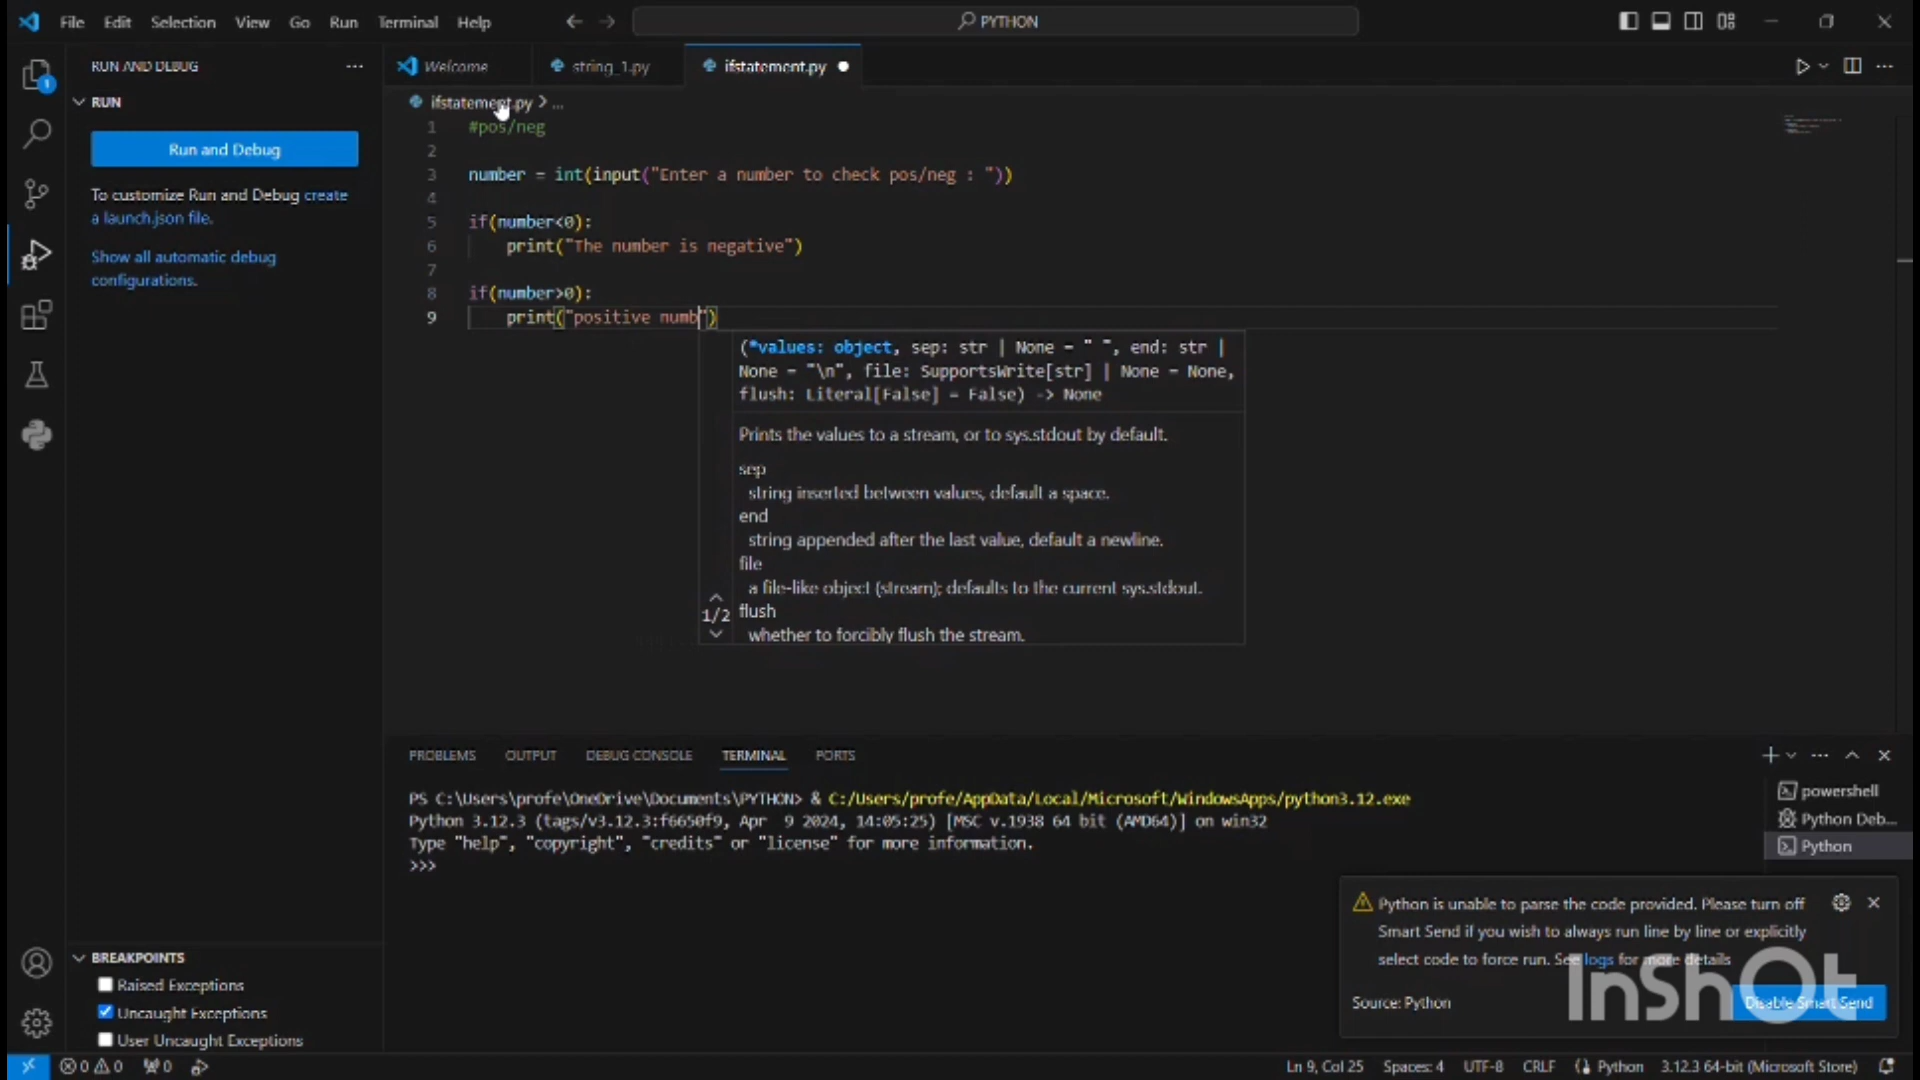 File Edit Selection View Go Run Terminal Help
PYTHON
RUN AND DEBUG
RUN
Run and Debug
To customize Run and Debug create
a launch.json file.
Show all automatic debug
configurations.
Welcome string_1.py ifstatement.py
ifstatement.py > ...
1 #pos/neg
2
3 number = int(input("Enter a number to check pos/neg : "))
4
5 if(number<0):
6 print("The number is negative")
7
8 if(number>0):
9 print("positive numb")
(*values: object, sep: str | None = " ", end: str |
None = "\n", file: SupportsWrite[str] | None = None,
flush: Literal[False] = False) -> None
Prints the values to a stream, or to sys.stdout by default.
sep
string inserted between values, default a space.
end
string appended after the last value, default a newline.
file
a file-like object (stream); defaults to the current sys.stdout.
1/2 flush
whether to forcibly flush the stream.
PROBLEMS OUTPUT DEBUG CONSOLE TERMINAL PORTS
PS C:\Users\profe\OneDrive\Documents\PYTHON> & C:/Users/profe/AppData/Local/Microsoft/WindowsApps/python3.12.exe
Python 3.12.3 (tags/v3.12.3:f6650f9, Apr 9 2024, 14:05:25) [MSC v.1938 64 bit (AMD64)] on win32
Type "help", "copyright", "credits" or "license" for more information.
>>>
powershell
Python Deb...
Python
Python is unable to parse the code provided. Please turn off
Smart Send if you wish to always run line by line or explicitly
select code to force run. See logs for more details
Source: Python
Disable Smart Send
InShOt
BREAKPOINTS
Raised Exceptions
Uncaught Exceptions
User Uncaught Exceptions
0 0 0
Ln 9, Col 25 Spaces: 4 UTF-8 CRLF Python 3.12.3 64-bit (Microsoft Store)